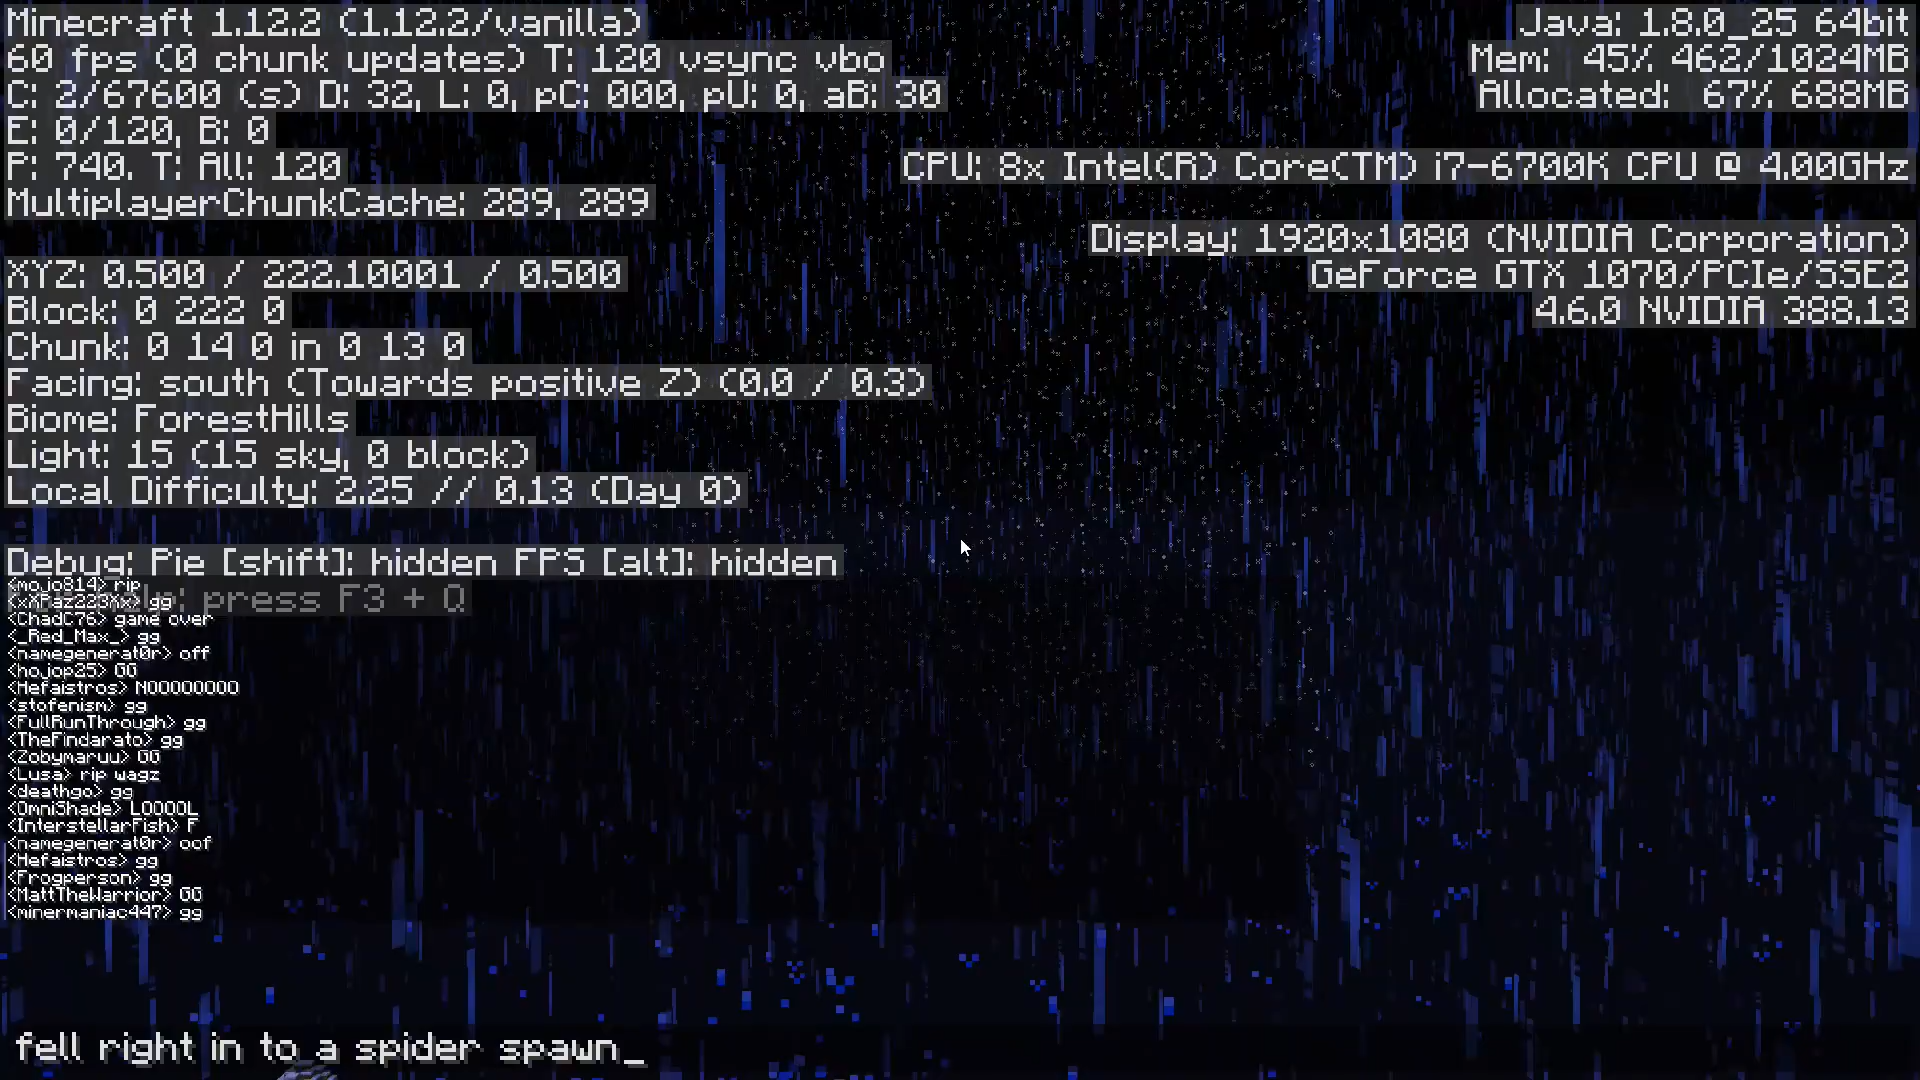 Minecraft 1.12.2 (1.12.2/vanilla)
60 fps (0 chunk updates) T: 120 vsync vbo
C: 2/67600 (s) D: 32, L: 0, pC: 000, pU: 0, aB: 30
E: 0/120, B: 0
P: 740. T: All: 120
MultiplayerChunkCache: 289, 289
XYZ: 0.500 / 222.10001 / 0.500
Block: 0 222 0
Chunk: 0 14 0 in 0 13 0
Facing: south (Towards positive Z) (0.0 / 0.3)
Biome: ForestHills
Light: 15 (15 sky, 0 block)
Local Difficulty: 2.25 // 0.13 (Day 0)
Debug: Pie [shift]: hidden FPS [alt]: hidden
press F3 + Q
Java: 1.8.0_25 64bit
Mem: 45% 462/1024MB
Allocated: 67% 688MB
CPU: 8x Intel(R) Core(TM) i7-6700K CPU @ 4.00GHz
Display: 1920x1080 (NVIDIA Corporation)
GeForce GTX 1070/PCIe/SSE2
4.6.0 NVIDIA 388.13
<mojo814> rip
<xXPaz223Xx> gg
<ChadC76> game over
<_Red_Max_> gg
<namegenerat0r> off
<hojop25> GG
<Hefaistros> NOOOOOOOO
<stofenism> gg
<FullRunThrough> gg
<TheFindarato> gg
<Zobymaruu> GG
<Lusa> rip wagz
<deathgo> gg
<OmniShade> LOOOOL
<InterstellarFish> F
<namegenerat0r> oof
<Hefaistros> gg
<Frogperson> gg
<MattTheWarrior> GG
<minermaniac447> gg
fell right in to a spider spawn_